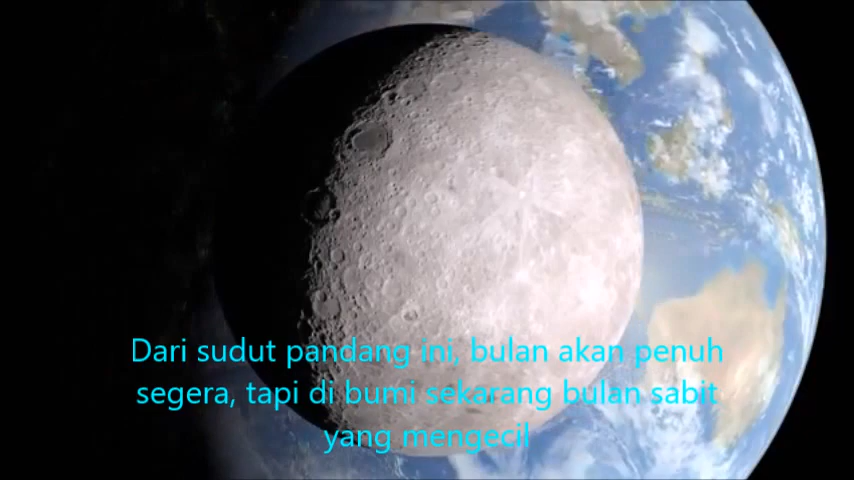 Dari sudut pandang ini, bulan akan penuh
segera, tapi di bumi sekarang bulan sabit
yang mengecil